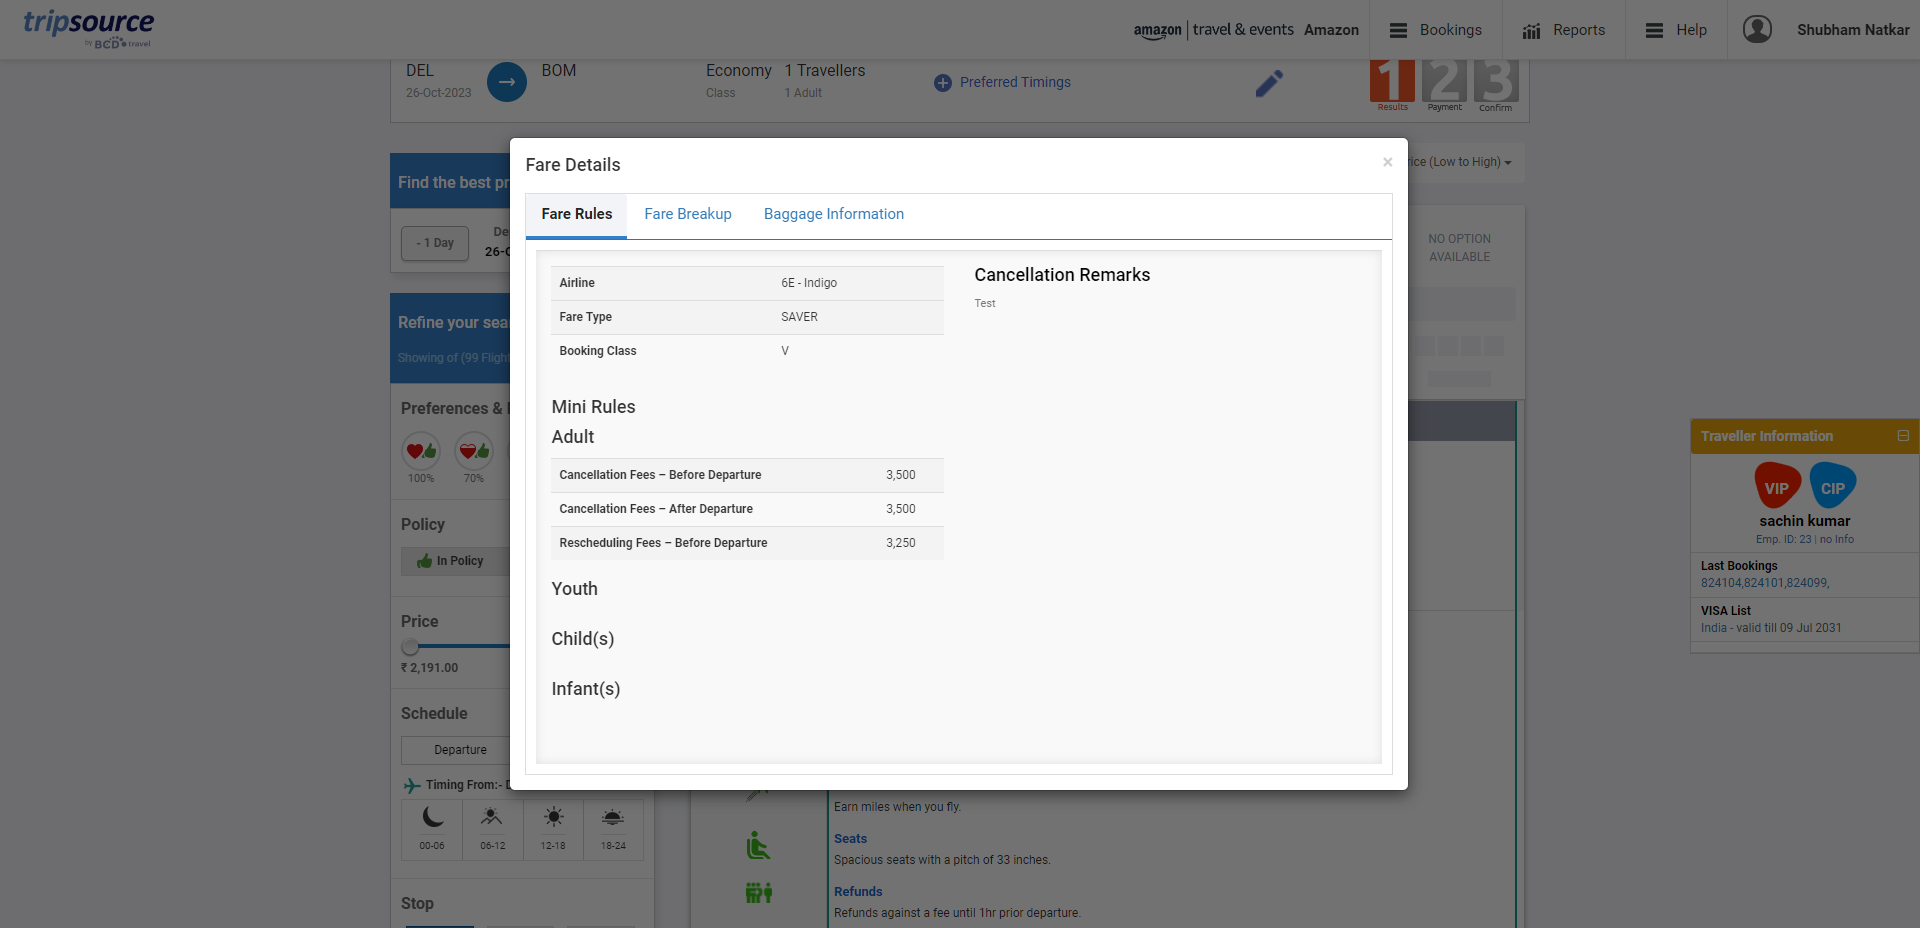 tripsource
by BCD travel
amazon | travel & events Amazon
Bookings
Reports
Help
Shubham Natkar
DEL
BOM
Economy
1 Travellers
26-Oct-2023
Class
1 Adult
Preferred Timings
1 2 3
Results
Payment
Confirm
Fare Details
×
Find the best pr
rice (Low to High)
Fare Rules
Fare Breakup
Baggage Information
- 1 Day
De
26-O
NO OPTION
AVAILABLE
Airline
6E - Indigo
Cancellation Remarks
Fare Type
SAVER
Test
Booking Class
V
Refine your sea
Showing of (99 Flight
Mini Rules
Adult
Preferences &
100%
70%
Cancellation Fees – Before Departure
3,500
Cancellation Fees – After Departure
3,500
Rescheduling Fees – Before Departure
3,250
Policy
In Policy
Youth
Child(s)
Infant(s)
Price
₹ 2,191.00
Schedule
Departure
Timing From:- D
00-06
06-12
12-18
18-24
Stop
Traveller Information
VIP
CIP
sachin kumar
Emp. ID: 23 | no Info
Last Bookings
824104,824101,824099,
VISA List
India - valid till 09 Jul 2031
Earn miles when you fly.
Seats
Spacious seats with a pitch of 33 inches.
Refunds
Refunds against a fee until 1hr prior departure.